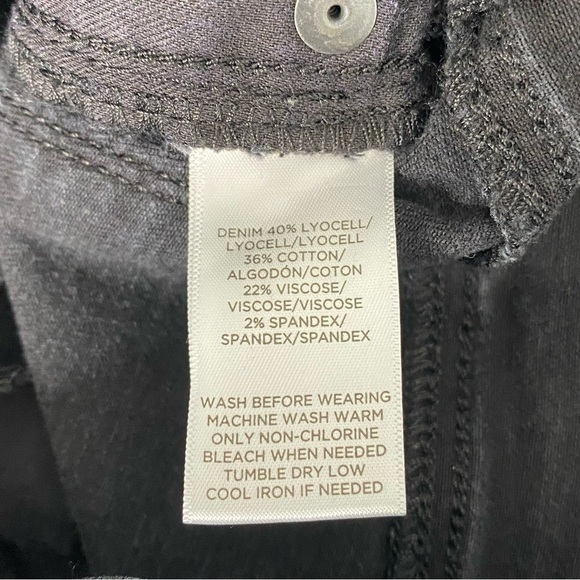 DENIM 40% LYOCELL/
LYOCELL/LYOCELL
36% COTTON/
ALGODÓN/COTON
22% VISCOSE/
VISCOSE/VISCOSE
2% SPANDEX/
SPANDEX/SPANDEX
WASH BEFORE WEARING
MACHINE WASH WARM
ONLY NON-CHLORINE
BLEACH WHEN NEEDED
TUMBLE DRY LOW
COOL IRON IF NEEDED